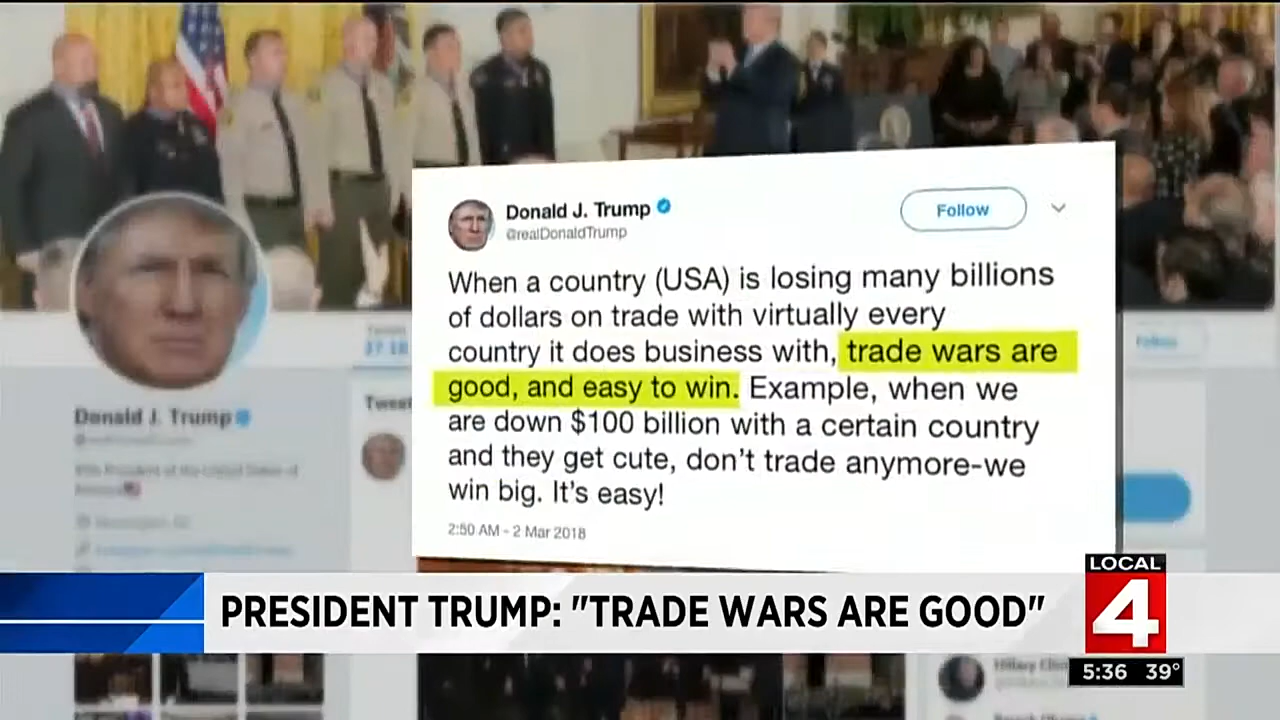 Donald J. Trump
@realDonaldTrump
Follow
When a country (USA) is losing many billions
of dollars on trade with virtually every
country it does business with, trade wars are
good, and easy to win. Example, when we
are down $100 billion with a certain country
and they get cute, don't trade anymore-we
win big. It's easy!
2:50 AM - 2 Mar 2018
Follow
Donald J. Trump
Tweet
PRESIDENT TRUMP: "TRADE WARS ARE GOOD"
LOCAL
4
5:36 39°